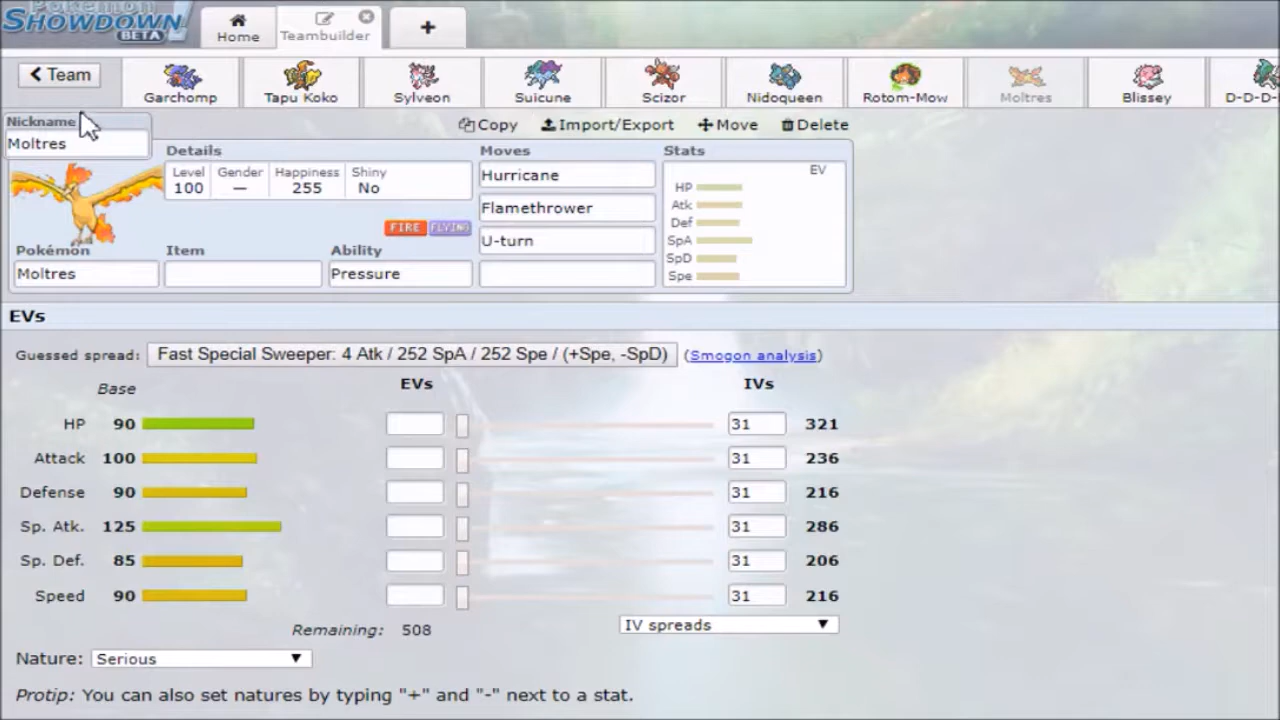 Pokémon
SHOWDOWN
BETA
Home
Teambuilder
+
Team
Garchomp
Tapu Koko
Sylveon
Suicune
Scizor
Nidoqueen
Rotom-Mow
Moltres
Blissey
D-D-D-
Nickname
Moltres
Copy Import/Export Move Delete
Details
Level Gender Happiness Shiny
100 — 255 No
FIRE FLYING
Pokémon Item Ability
Moltres Pressure
Moves
Hurricane
Flamethrower
U-turn
Stats
EV
HP
Atk
Def
SpA
SpD
Spe
EVs
Guessed spread: Fast Special Sweeper: 4 Atk / 252 SpA / 252 Spe / (+Spe, -SpD) (Smogon analysis)
Base EVs IVs
HP 90 31 321
Attack 100 31 236
Defense 90 31 216
Sp. Atk. 125 31 286
Sp. Def. 85 31 206
Speed 90 31 216
Remaining: 508 IV spreads
Nature: Serious
Protip: You can also set natures by typing "+" and "-" next to a stat.